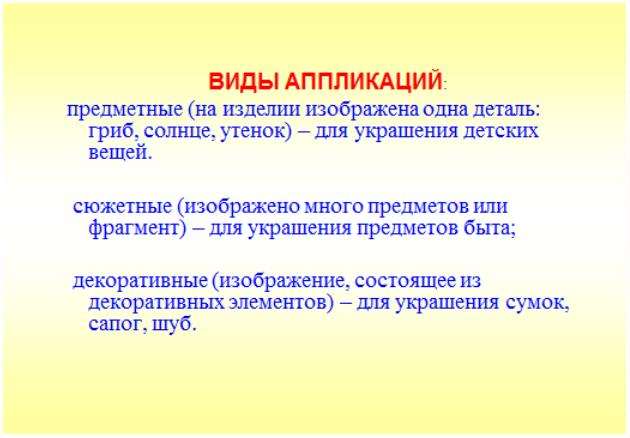 ВИДЫ АППЛИКАЦИЙ:
предметные (на изделии изображена одна деталь:
гриб, солнце, утенок) – для украшения детских
вещей.
сюжетные (изображено много предметов или
фрагмент) – для украшения предметов быта;
декоративные (изображение, состоящее из
декоративных элементов) – для украшения сумок,
сапог, шуб.